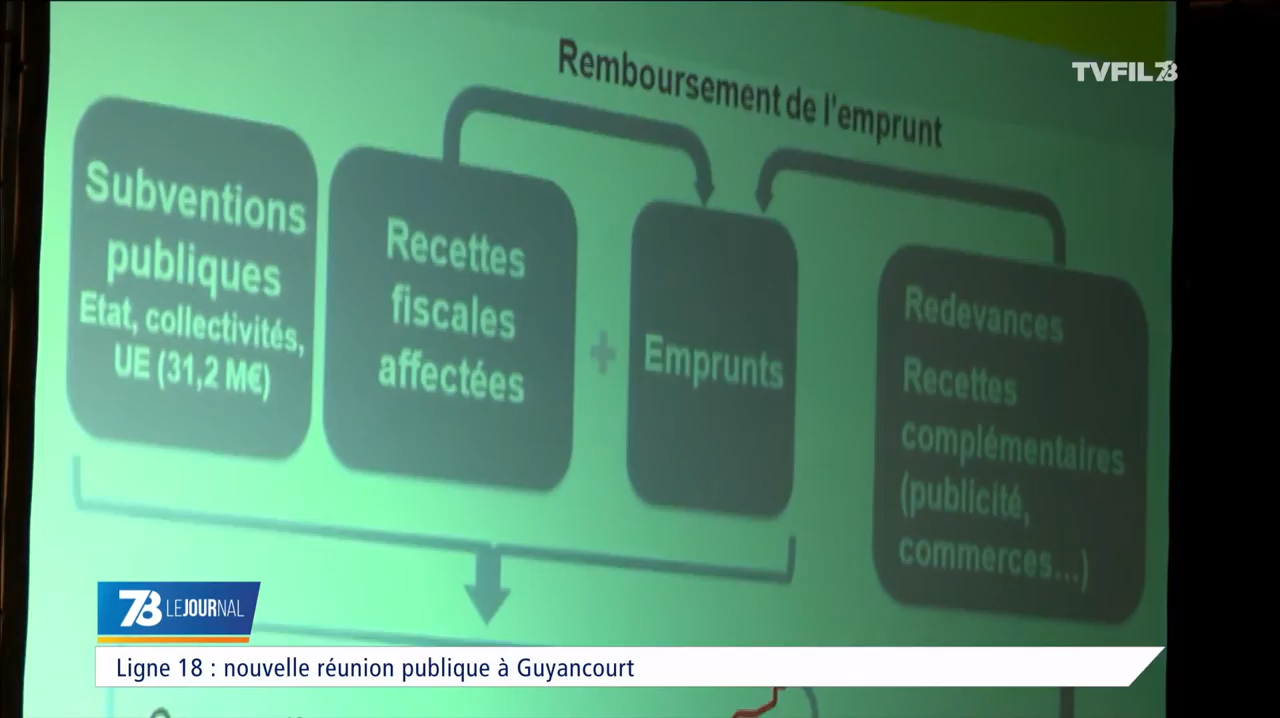 Remboursement de l'emprunt
TVFIL78
Subventions
publiques
Etat, collectivités,
UE (31,2 M€)
Recettes
fiscales
affectées
+
Emprunts
Redevances
Recettes
complémentaires
(publicité,
commerces...)
78 LE JOURNAL
Ligne 18 : nouvelle réunion publique à Guyancourt